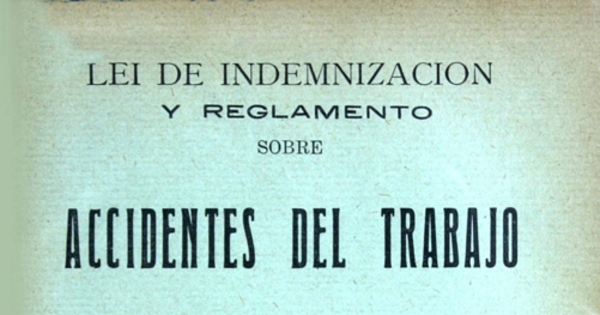 LEI DE INDEMNIZACION
Y REGLAMENTO
SOBRE
ACCIDENTES DEL TRABAJO